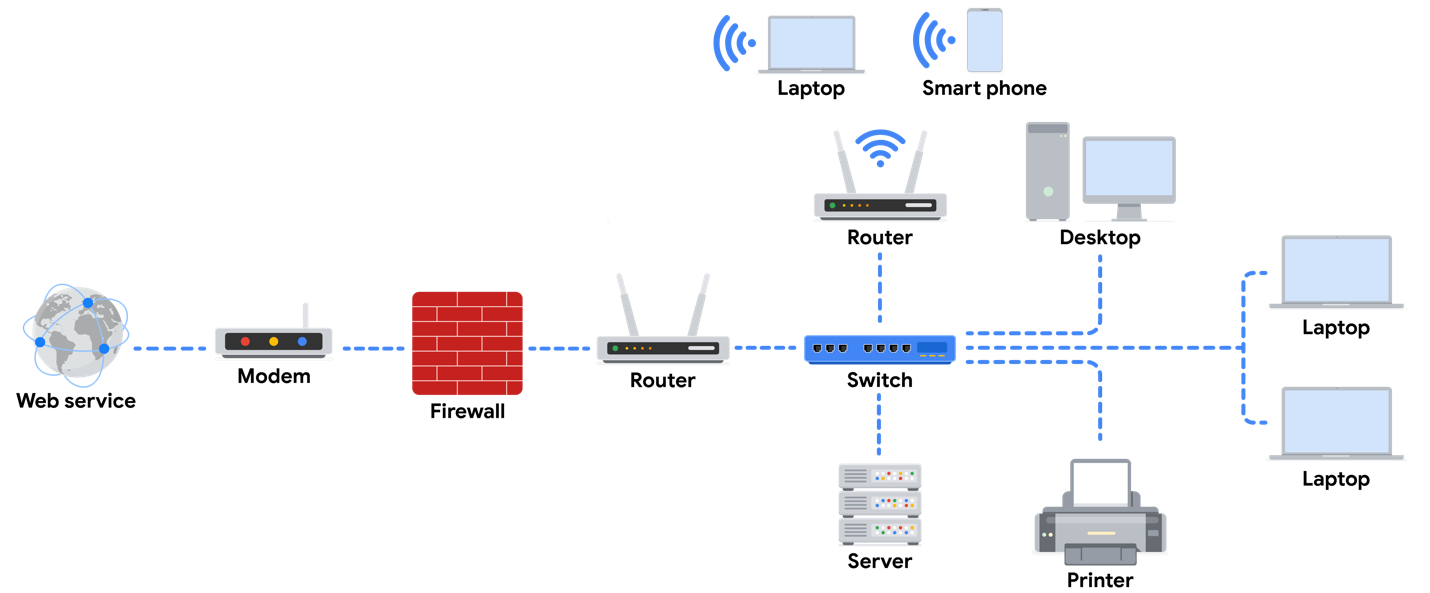 Laptop
Smart phone
Router
Desktop
Laptop
Web service
Modem
Firewall
Router
Switch
Laptop
Server
Printer